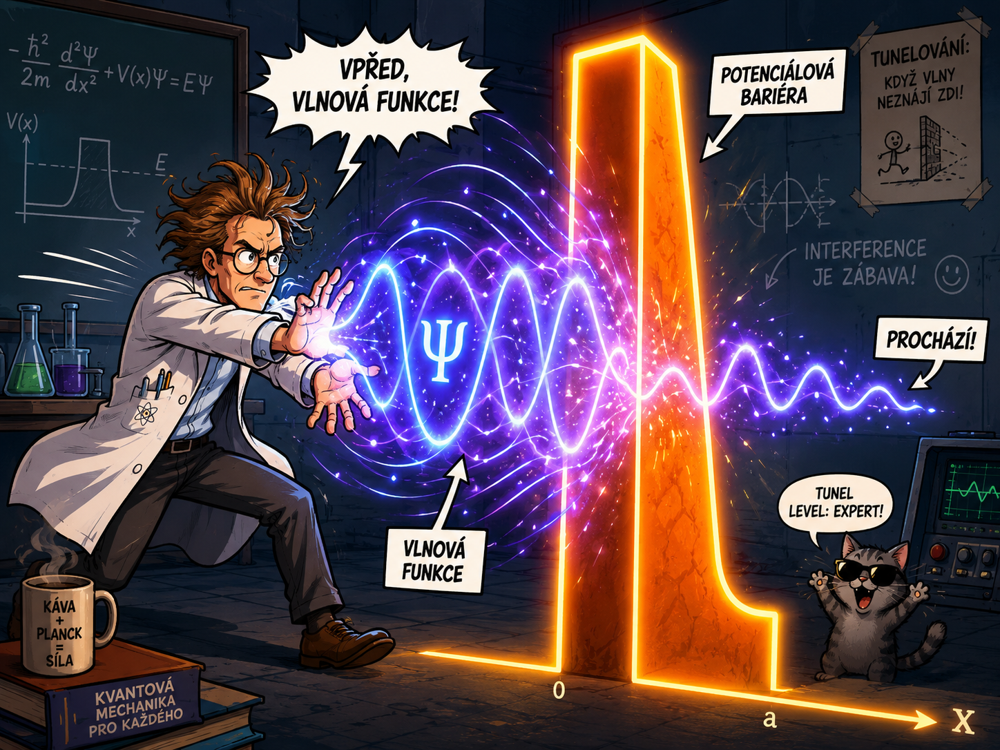 -ħ²/2m d²Ψ/dx² + V(x)Ψ = EΨ
V(x)
E
x
VPŘED,
VLNOVÁ FUNKCE!
POTENCIÁLOVÁ
BARIÉRA
TUNELOVÁNÍ:
KDYŽ VLNY
NEZNÁJÍ ZDI!
INTERFERENCE
JE ZÁBAVA!
Ψ
PROCHÁZÍ!
VLNOVÁ
FUNKCE
TUNEL
LEVEL: EXPERT!
KÁVA
+
PLANCK
=
SÍLA
KVANTOVÁ
MECHANIKA
PRO KAŽDÉHO
0
a
X